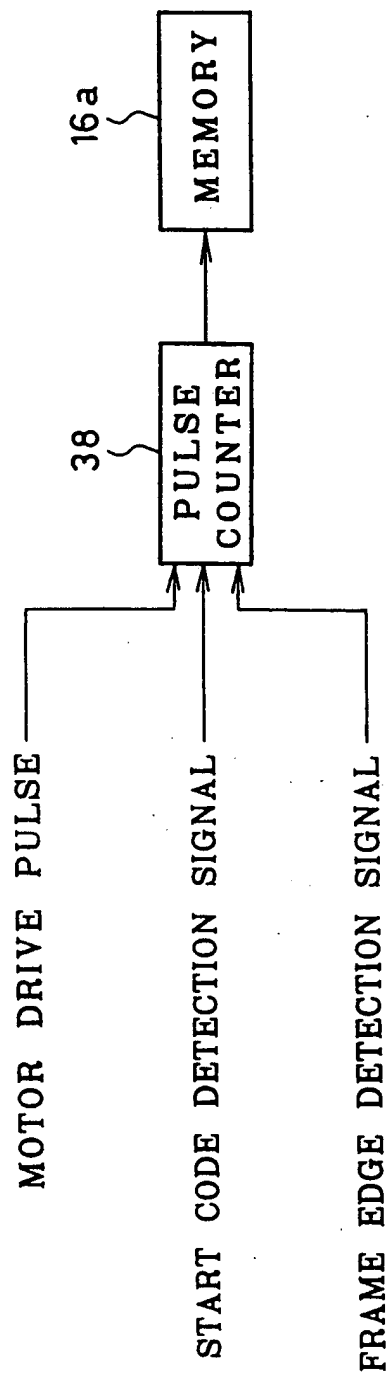 MOTOR DRIVE PULSE
START CODE DETECTION SIGNAL
FRAME EDGE DETECTION SIGNAL
38
PULSE
COUNTER
16a
MEMORY